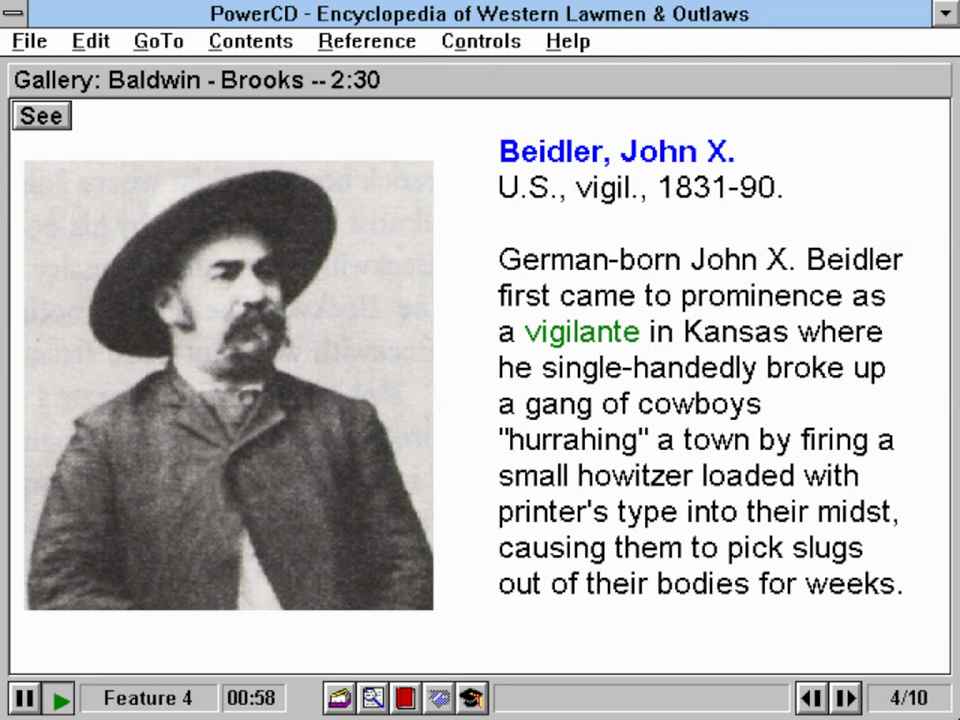 PowerCD - Encyclopedia of Western Lawmen & Outlaws
File Edit GoTo Contents Reference Controls Help
Gallery: Baldwin - Brooks -- 2:30
See
Beidler, John X.
U.S., vigil., 1831-90.
German-born John X. Beidler
first came to prominence as
a vigilante in Kansas where
he single-handedly broke up
a gang of cowboys
"hurrahing" a town by firing a
small howitzer loaded with
printer's type into their midst,
causing them to pick slugs
out of their bodies for weeks.
Feature 4 00:58 4/10